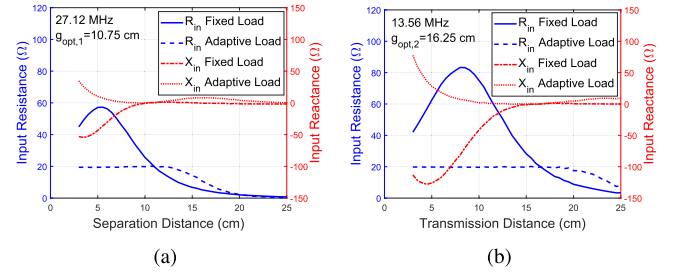 27.12 MHz
g_opt,1=10.75 cm
R_in Fixed Load
R_in Adaptive Load
X_in Fixed Load
X_in Adaptive Load
Input Resistance (Ω)
120
100
80
60
40
20
0
150
100
50
0
-50
-100
-150
Input Reactance (Ω)
0 5 10 15 20 25
Separation Distance (cm)
(a)
13.56 MHz
g_opt,2=16.25 cm
R_in Fixed Load
R_in Adaptive Load
X_in Fixed Load
X_in Adaptive Load
Input Resistance (Ω)
120
100
80
60
40
20
0
150
100
50
0
-50
-100
-150
Input Reactance (Ω)
0 5 10 15 20 25
Transmission Distance (cm)
(b)